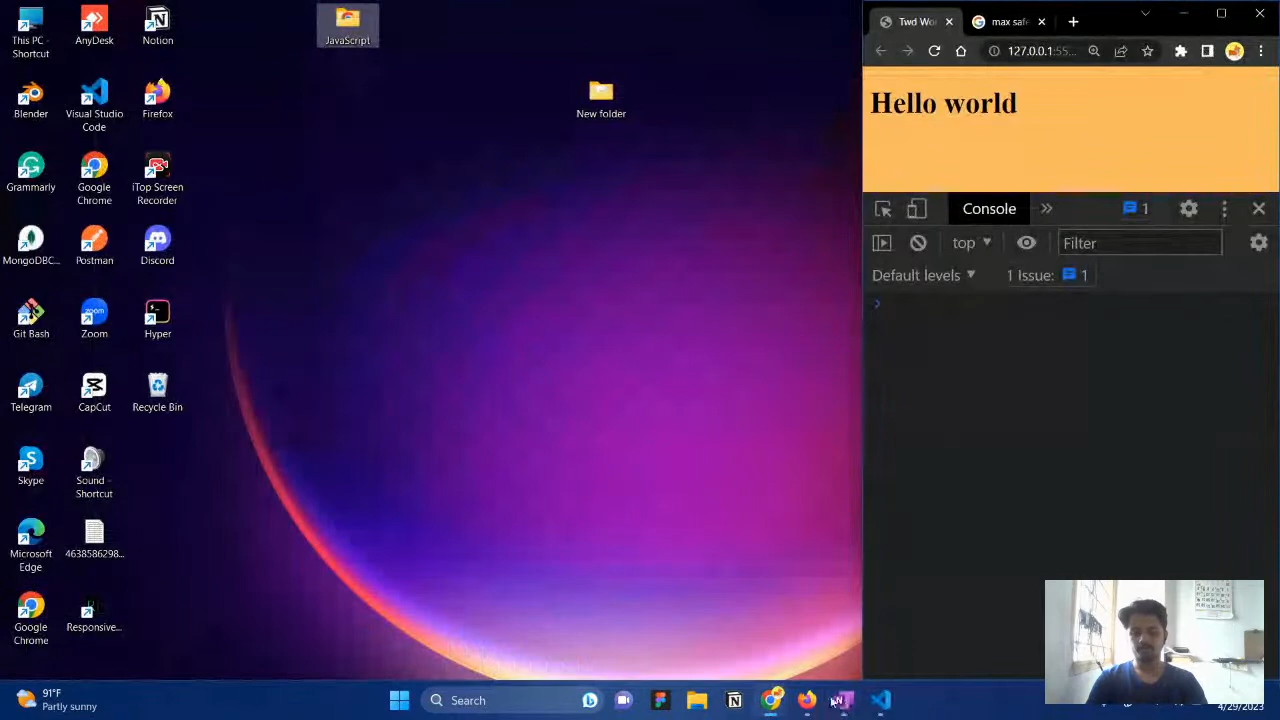 This PC -
Shortcut
AnyDesk
Notion
JavaScript
New folder
Blender
Visual Studio
Code
Firefox
Grammarly
Google
Chrome
iTop Screen
Recorder
MongoDBC...
Postman
Discord
Git Bash
Zoom
zoom
Hyper
Telegram
CapCut
Recycle Bin
Skype
Sound -
Shortcut
Microsoft
Edge
4638586298...
Google
Chrome
Responsive...
max safe
127.0.0.1:55...
Hello world
Console
1
top
Filter
Default levels
1 Issue:
1
91°F
Partly sunny
Search
4/29/2023